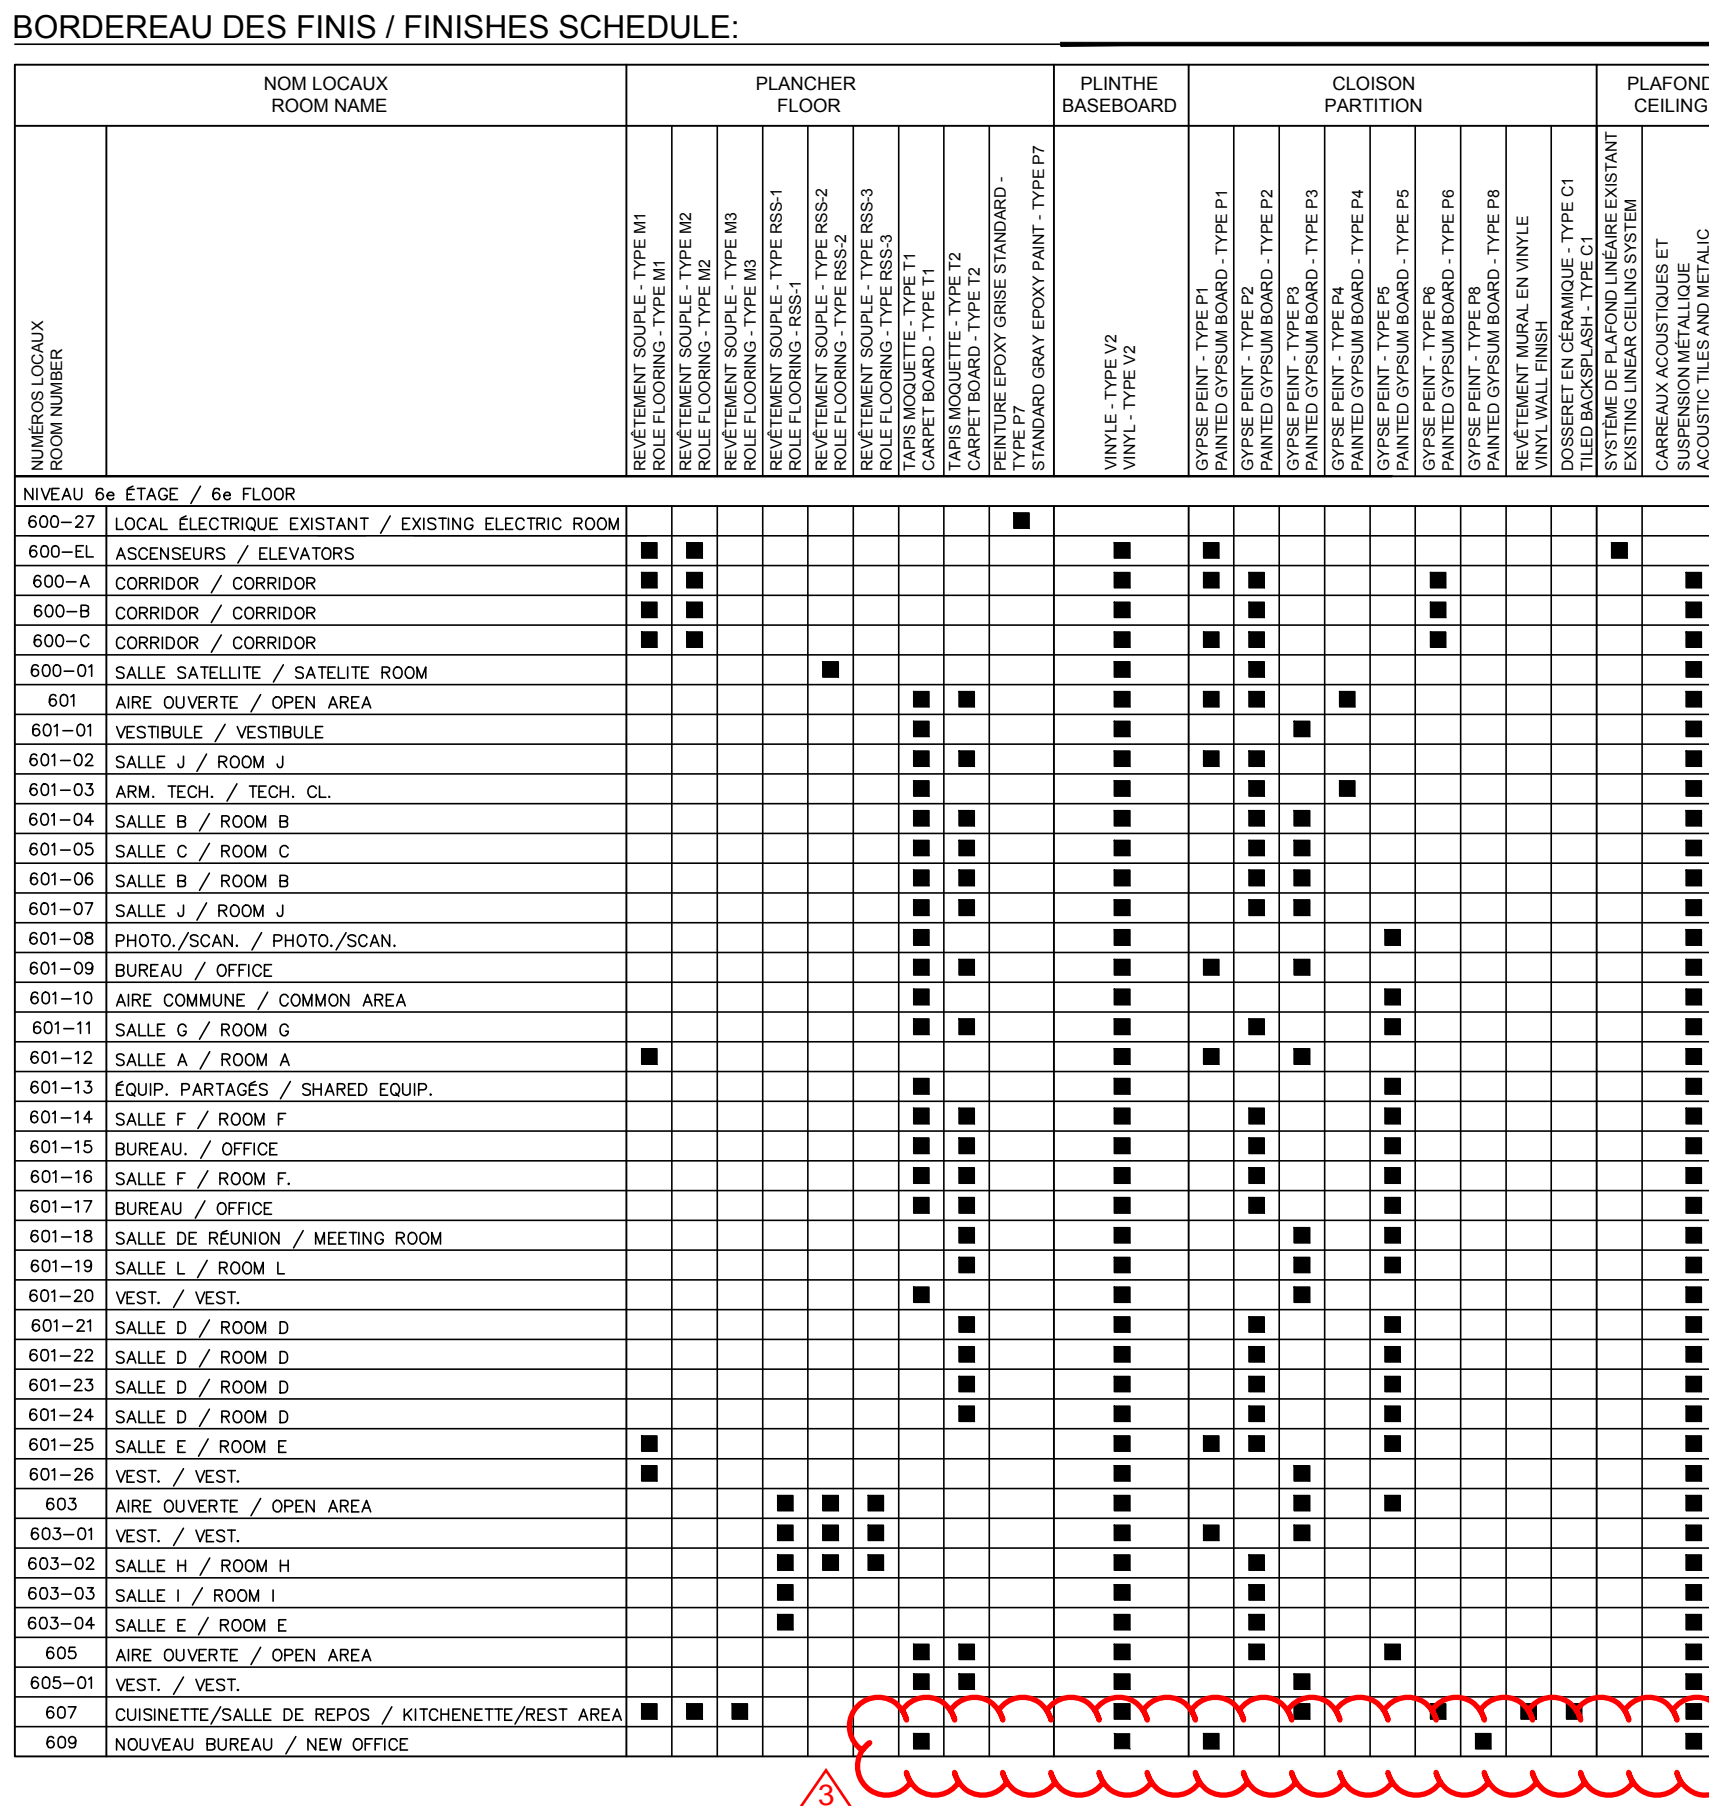 BORDEREAU DES FINIS / FINISHES SCHEDULE:
NOM LOCAUX
ROOM NAME
PLANCHER
FLOOR
PLINTHE
BASEBOARD
CLOISON
PARTITION
PLAFOND
CEILING
NUMÉROS LOCAUX
ROOM NUMBER
REVÊTEMENT SOUPLE - TYPE M1
ROLE FLOORING - TYPE M1
REVÊTEMENT SOUPLE - TYPE M2
ROLE FLOORING - TYPE M2
REVÊTEMENT SOUPLE - TYPE M3
ROLE FLOORING - TYPE M3
REVÊTEMENT SOUPLE - TYPE RSS-1
ROLE FLOORING - RSS-1
REVÊTEMENT SOUPLE - TYPE RSS-2
ROLE FLOORING - TYPE RSS-2
REVÊTEMENT SOUPLE - TYPE RSS-3
ROLE FLOORING - TYPE RSS-3
TAPIS MOQUETTE - TYPE T1
CARPET BOARD - TYPE T1
TAPIS MOQUETTE - TYPE T2
CARPET BOARD - TYPE T2
PEINTURE EPOXY GRISE STANDARD -
TYPE P7
STANDARD GRAY EPOXY PAINT - TYPE P7
VINYLE - TYPE V2
VINYL - TYPE V2
GYPSE PEINT - TYPE P1
PAINTED GYPSUM BOARD - TYPE P1
GYPSE PEINT - TYPE P2
PAINTED GYPSUM BOARD - TYPE P2
GYPSE PEINT - TYPE P3
PAINTED GYPSUM BOARD - TYPE P3
GYPSE PEINT - TYPE P4
PAINTED GYPSUM BOARD - TYPE P4
GYPSE PEINT - TYPE P5
PAINTED GYPSUM BOARD - TYPE P5
GYPSE PEINT - TYPE P6
PAINTED GYPSUM BOARD - TYPE P6
GYPSE PEINT - TYPE P8
PAINTED GYPSUM BOARD - TYPE P8
REVÊTEMENT MURAL EN VINYLE
VINYL WALL FINISH
DOSSERET EN CÉRAMIQUE - TYPE C1
TILED BACKSPLASH - TYPE C1
SYSTÈME DE PLAFOND LINÉAIRE EXISTANT
EXISTING LINEAR CEILING SYSTEM
CARREAUX ACOUSTIQUES ET
SUSPENSION MÉTALLIQUE
ACOUSTIC TILES AND METALIC
NIVEAU 6e ÉTAGE / 6e FLOOR
600-27 LOCAL ÉLECTRIQUE EXISTANT / EXISTING ELECTRIC ROOM
600-EL ASCENSEURS / ELEVATORS
600-A CORRIDOR / CORRIDOR
600-B CORRIDOR / CORRIDOR
600-C CORRIDOR / CORRIDOR
600-01 SALLE SATELLITE / SATELITE ROOM
601 AIRE OUVERTE / OPEN AREA
601-01 VESTIBULE / VESTIBULE
601-02 SALLE J / ROOM J
601-03 ARM. TECH. / TECH. CL.
601-04 SALLE B / ROOM B
601-05 SALLE C / ROOM C
601-06 SALLE B / ROOM B
601-07 SALLE J / ROOM J
601-08 PHOTO./SCAN. / PHOTO./SCAN.
601-09 BUREAU / OFFICE
601-10 AIRE COMMUNE / COMMON AREA
601-11 SALLE G / ROOM G
601-12 SALLE A / ROOM A
601-13 ÉQUIP. PARTAGÉS / SHARED EQUIP.
601-14 SALLE F / ROOM F
601-15 BUREAU. / OFFICE
601-16 SALLE F / ROOM F.
601-17 BUREAU / OFFICE
601-18 SALLE DE RÉUNION / MEETING ROOM
601-19 SALLE L / ROOM L
601-20 VEST. / VEST.
601-21 SALLE D / ROOM D
601-22 SALLE D / ROOM D
601-23 SALLE D / ROOM D
601-24 SALLE D / ROOM D
601-25 SALLE E / ROOM E
601-26 VEST. / VEST.
603 AIRE OUVERTE / OPEN AREA
603-01 VEST. / VEST.
603-02 SALLE H / ROOM H
603-03 SALLE I / ROOM I
603-04 SALLE E / ROOM E
605 AIRE OUVERTE / OPEN AREA
605-01 VEST. / VEST.
607 CUISINETTE/SALLE DE REPOS / KITCHENETTE/REST AREA
609 NOUVEAU BUREAU / NEW OFFICE
3